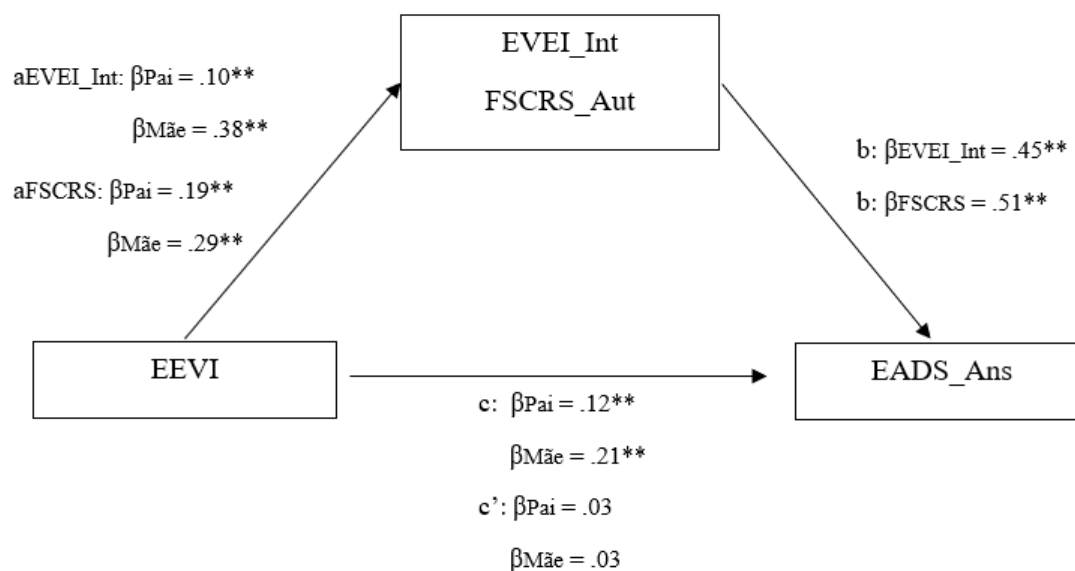 EVEI_Int
FSCRS_Aut
aEVEI_Int: βPai = .10**
βMãe = .38**
aFSCRS: βPai = .19**
βMãe = .29**
b: βEVEI_Int = .45**
b: βFSCRS = .51**
EEVI
EADS_Ans
c: βPai = .12**
βMãe = .21**
c’: βPai = .03
βMãe = .03